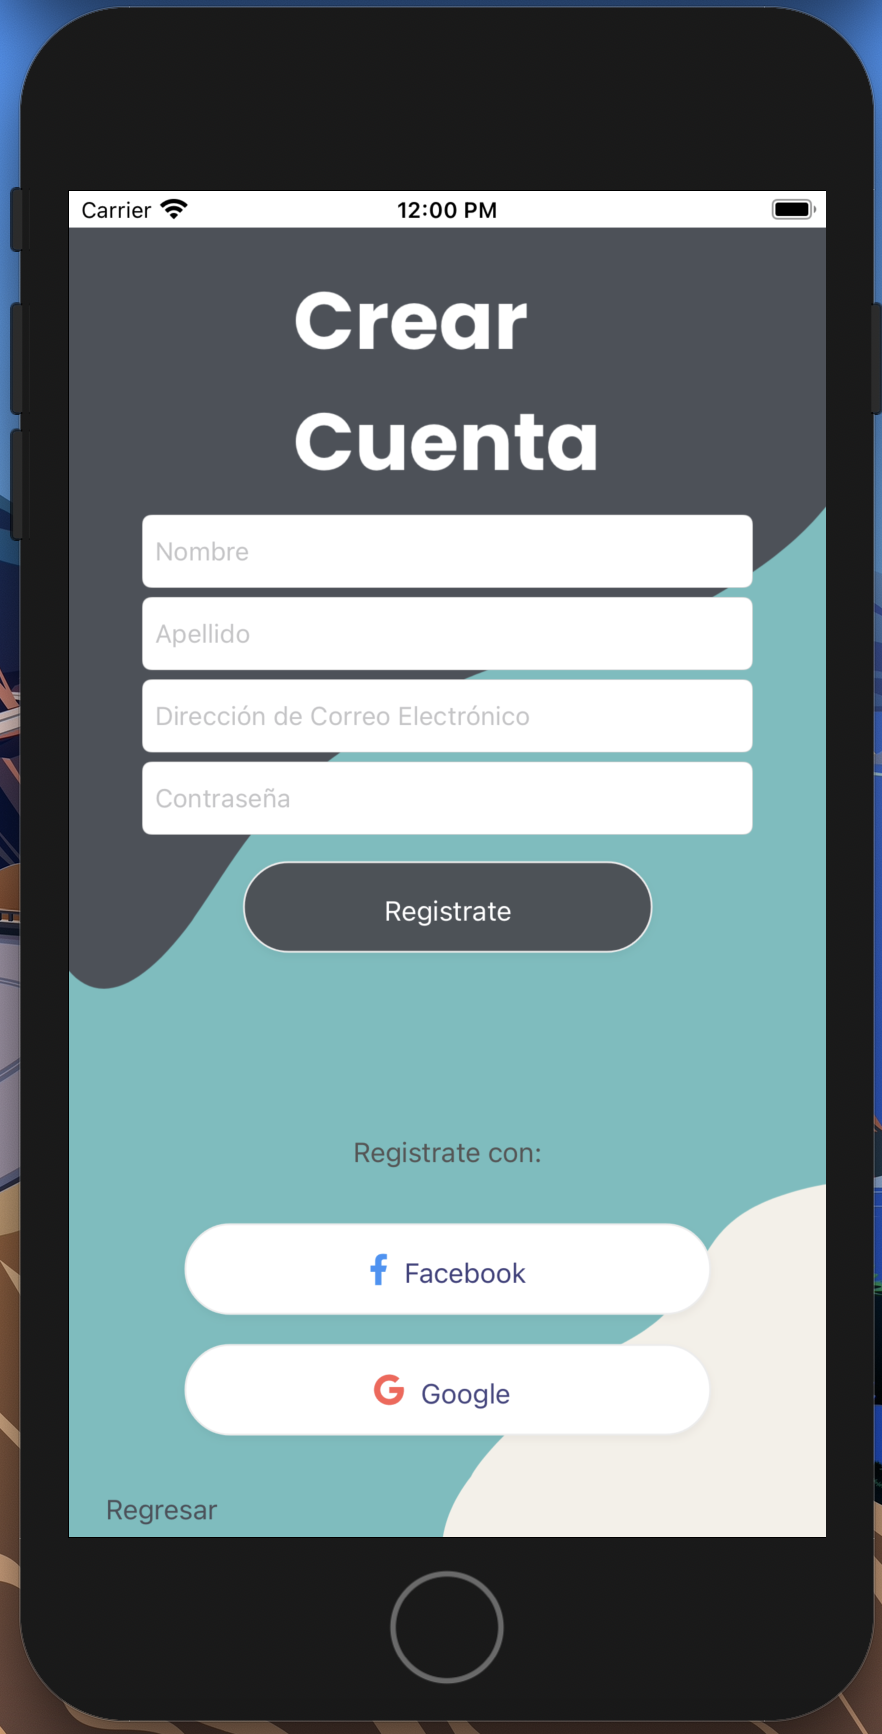 Carrier 12:00 PM
Crear
Cuenta
Nombre
Apellido
Dirección de Correo Electrónico
Contraseña
Registrate
Registrate con:
Facebook
Google
Regresar